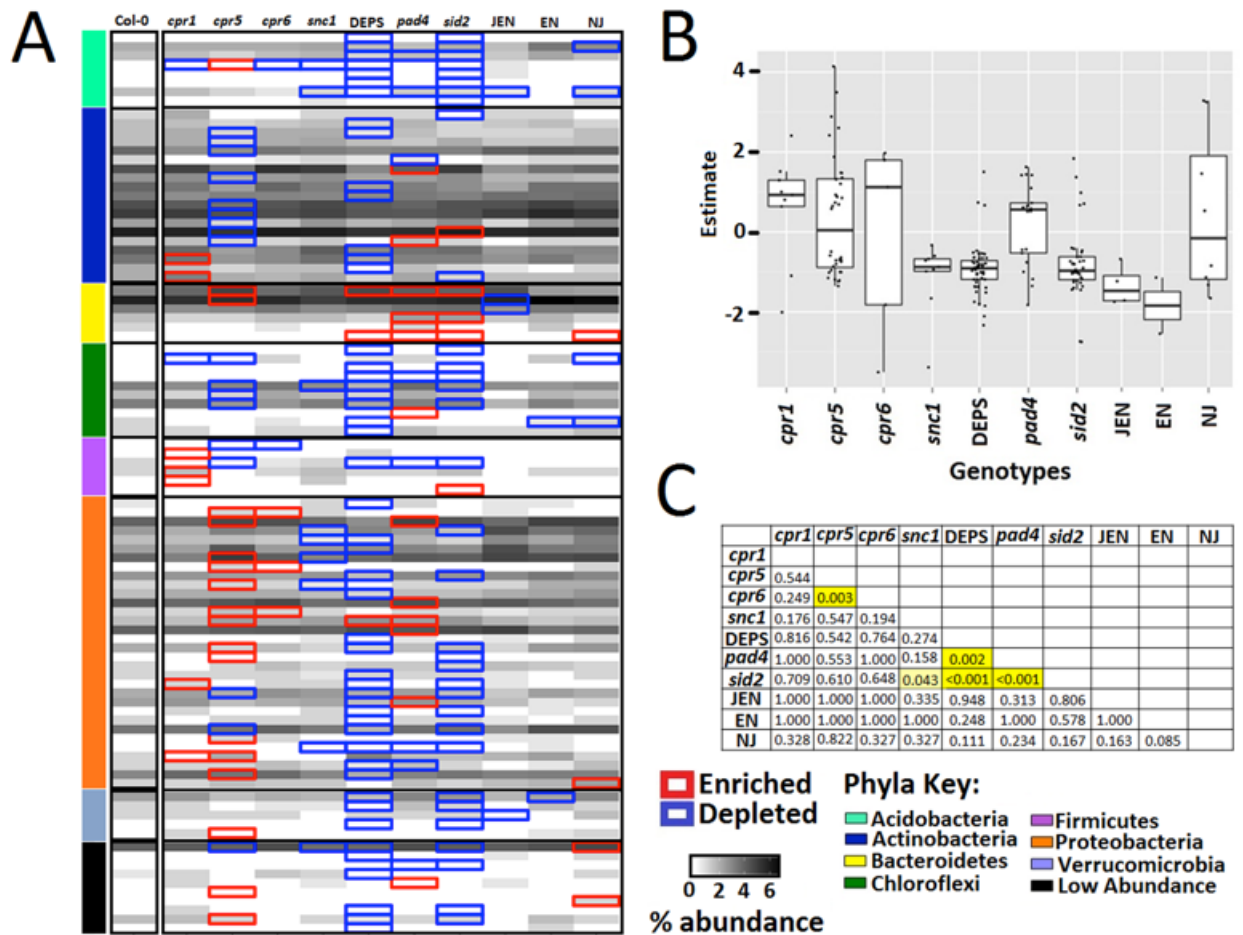 A
Col-0 cpr1 cpr5 cpr6 snc1 DEPS pad4 sid2 JEN EN NJ
B
4
2
0
-2
Estimate
cpr1 cpr5 cpr6 snc1 DEPS pad4 sid2 JEN EN NJ
Genotypes
C
cpr1 cpr5 cpr6 snc1 DEPS pad4 sid2 JEN EN NJ
cpr1
cpr5 0.544
cpr6 0.249 0.003
snc1 0.176 0.547 0.194
DEPS 0.816 0.542 0.764 0.274
pad4 1.000 0.553 1.000 0.158 0.002
sid2 0.709 0.610 0.648 0.043 <0.001 <0.001
JEN 1.000 1.000 1.000 0.335 0.948 0.313 0.806
EN 1.000 1.000 1.000 1.000 0.248 1.000 0.578 1.000
NJ 0.328 0.822 0.327 0.327 0.111 0.234 0.167 0.163 0.085
Enriched
Depleted
0 2 4 6
% abundance
Phyla Key:
Acidobacteria
Actinobacteria
Bacteroidetes
Chloroflexi
Firmicutes
Proteobacteria
Verrucomicrobia
Low Abundance